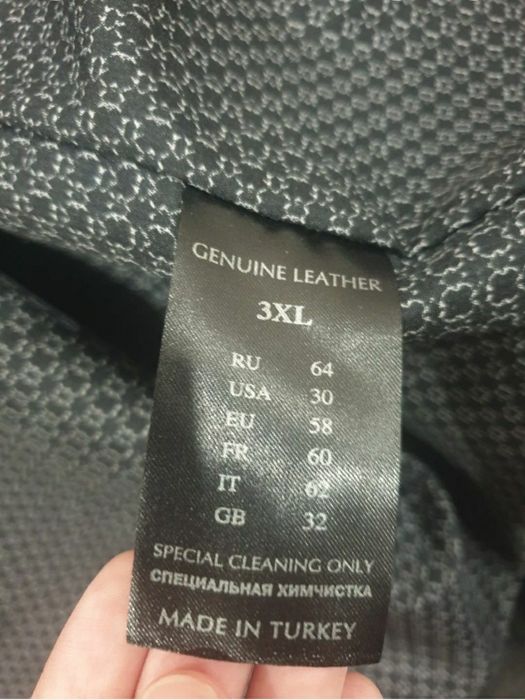 GENUINE LEATHER
3XL
RU 64
USA 30
EU 58
FR 60
IT 62
GB 32
SPECIAL CLEANING ONLY
СПЕЦИАЛЬНАЯ ХИМЧИСТКА
MADE IN TURKEY